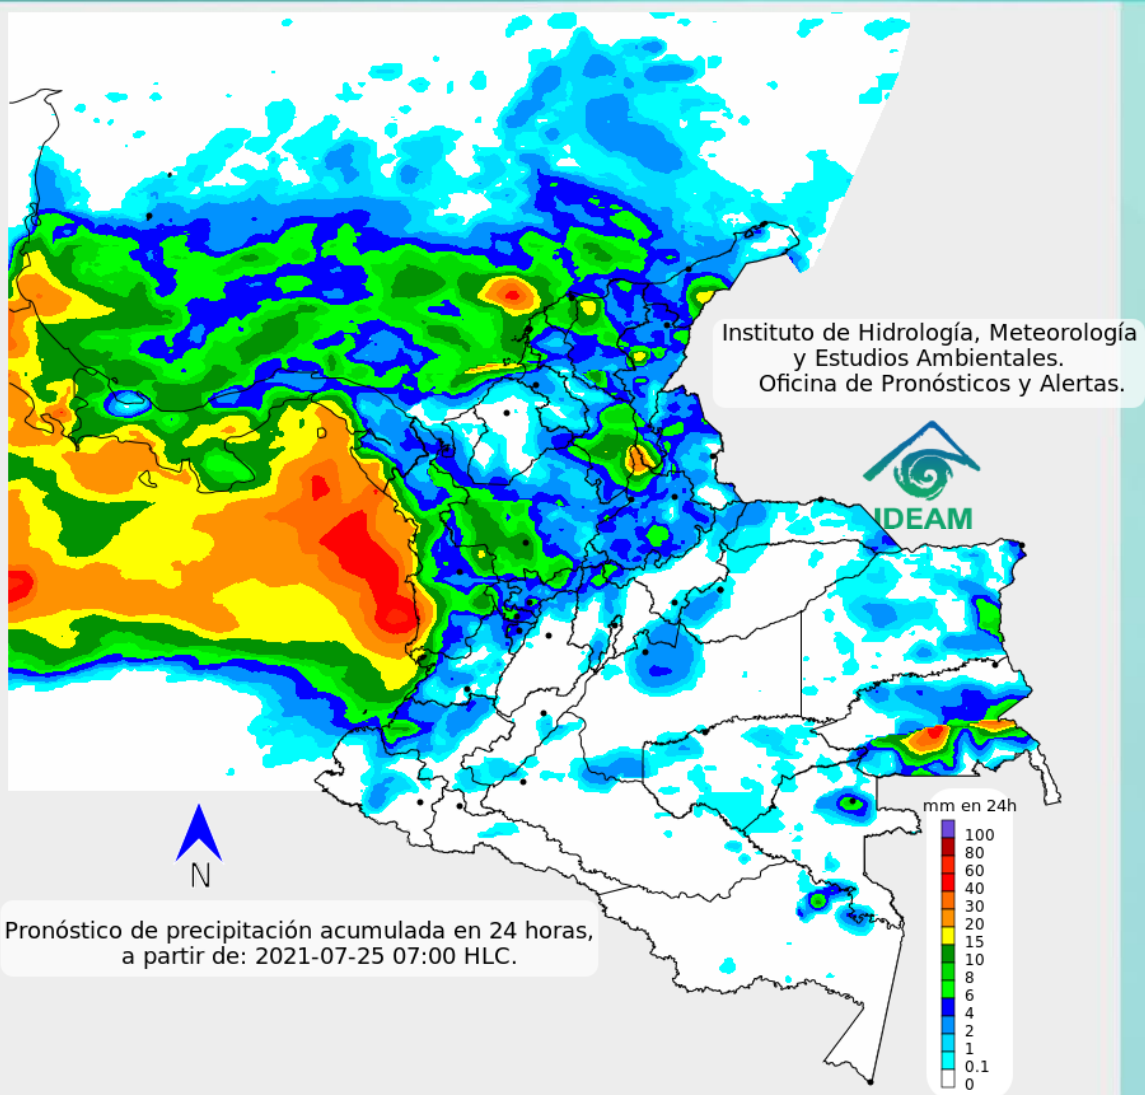 Instituto de Hidrología, Meteorología
y Estudios Ambientales.
Oficina de Pronósticos y Alertas.
IDEAM
N
Pronóstico de precipitación acumulada en 24 horas,
a partir de: 2021-07-25 07:00 HLC.
mm en 24h
100
80
60
40
30
20
15
10
8
6
4
2
1
0.1
0